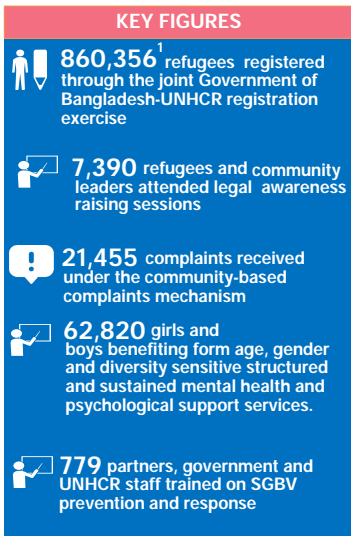 KEY FIGURES
860,356¹ refugees registered
through the joint Government of
Bangladesh-UNHCR registration
exercise
7,390 refugees and community
leaders attended legal awareness
raising sessions
! 21,455 complaints received
under the community-based
complaints mechanism
62,820 girls and
boys benefiting form age, gender
and diversity sensitive structured
and sustained mental health and
psychological support services.
779 partners, government and
UNHCR staff trained on SGBV
prevention and response